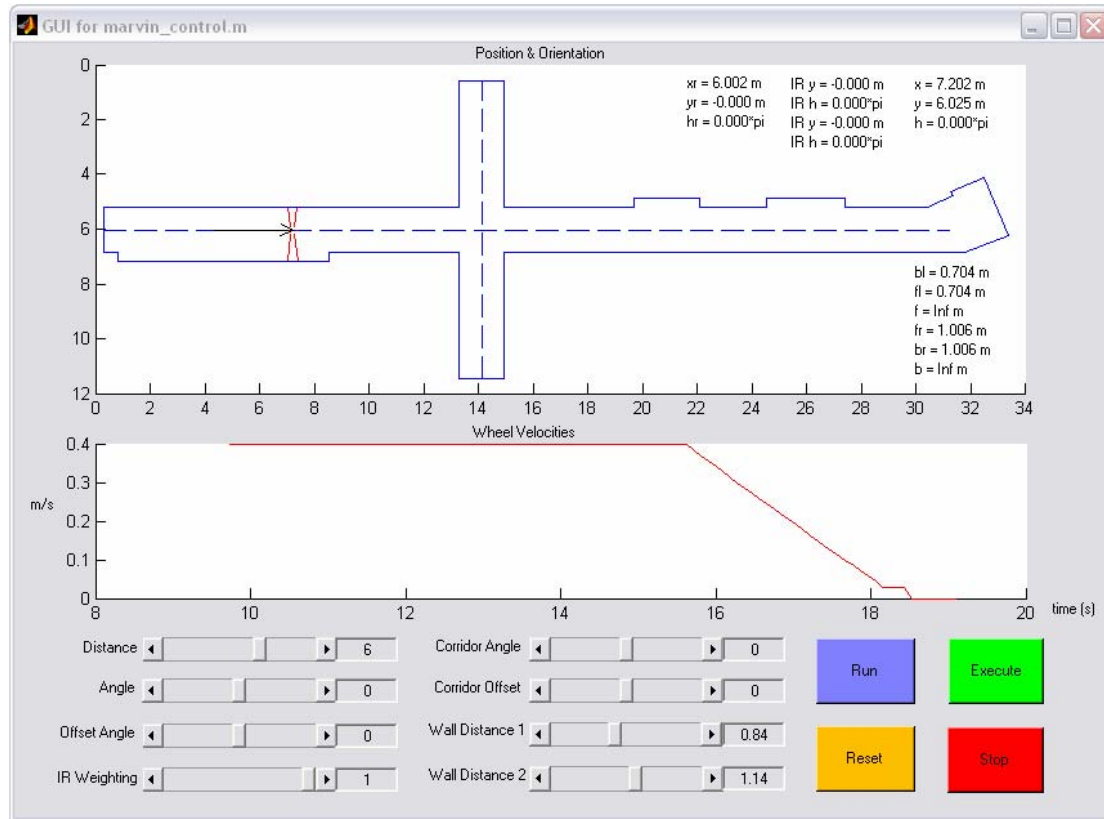 GUI for marvin_control.m
Position & Orientation
0
2
4
6
8
10
12
xr = 6.002 m
yr = -0.000 m
hr = 0.000*pi
IR y = -0.000 m
IR h = 0.000*pi
IR y = -0.000 m
IR h = 0.000*pi
x = 7.202 m
y = 6.025 m
h = 0.000*pi
bl = 0.704 m
fl = 0.704 m
f = Inf m
fr = 1.006 m
br = 1.006 m
b = Inf m
0 2 4 6 8 10 12 14 16 18 20 22 24 26 28 30 32 34
Wheel Velocities
0.4
0.3
0.2
0.1
0
m/s
8 10 12 14 16 18 20
time (s)
Distance 6
Angle 0
Offset Angle 0
IR Weighting 1
Corridor Angle 0
Corridor Offset 0
Wall Distance 1 0.84
Wall Distance 2 1.14
Run
Execute
Reset
Stop